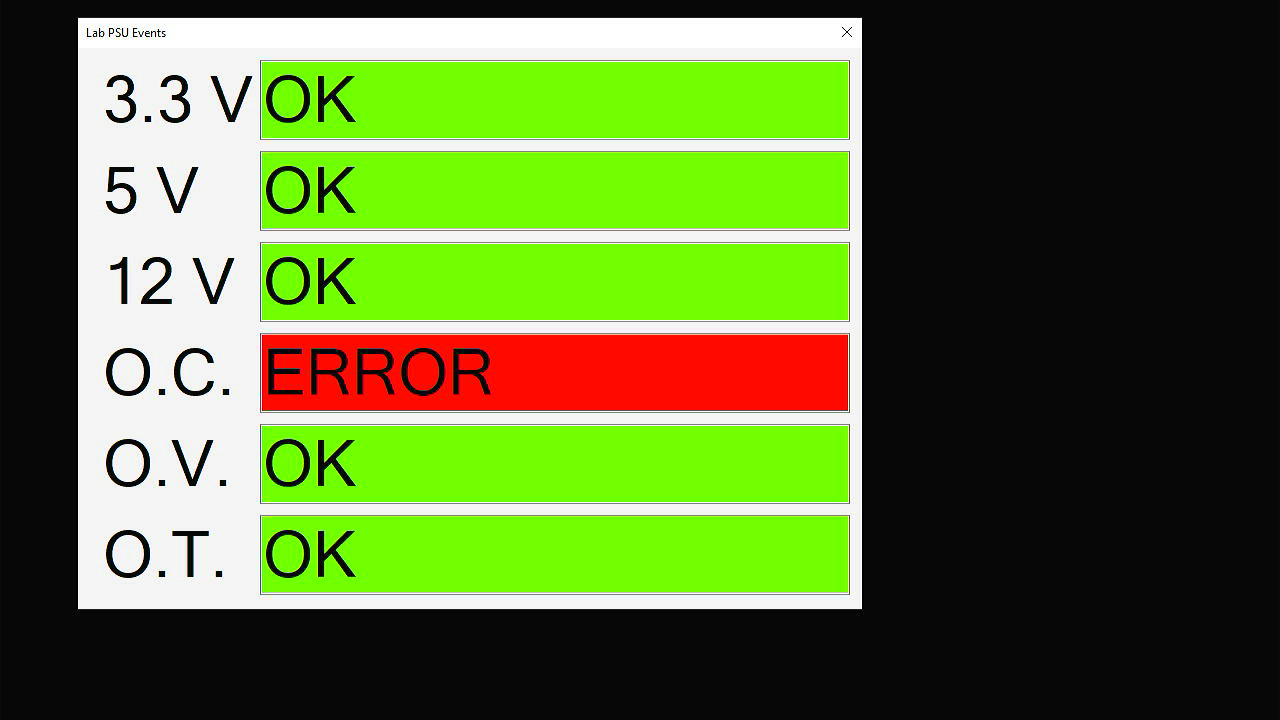 Lab PSU Events
3.3 V OK
5 V OK
12 V OK
O.C. ERROR
O.V. OK
O.T. OK